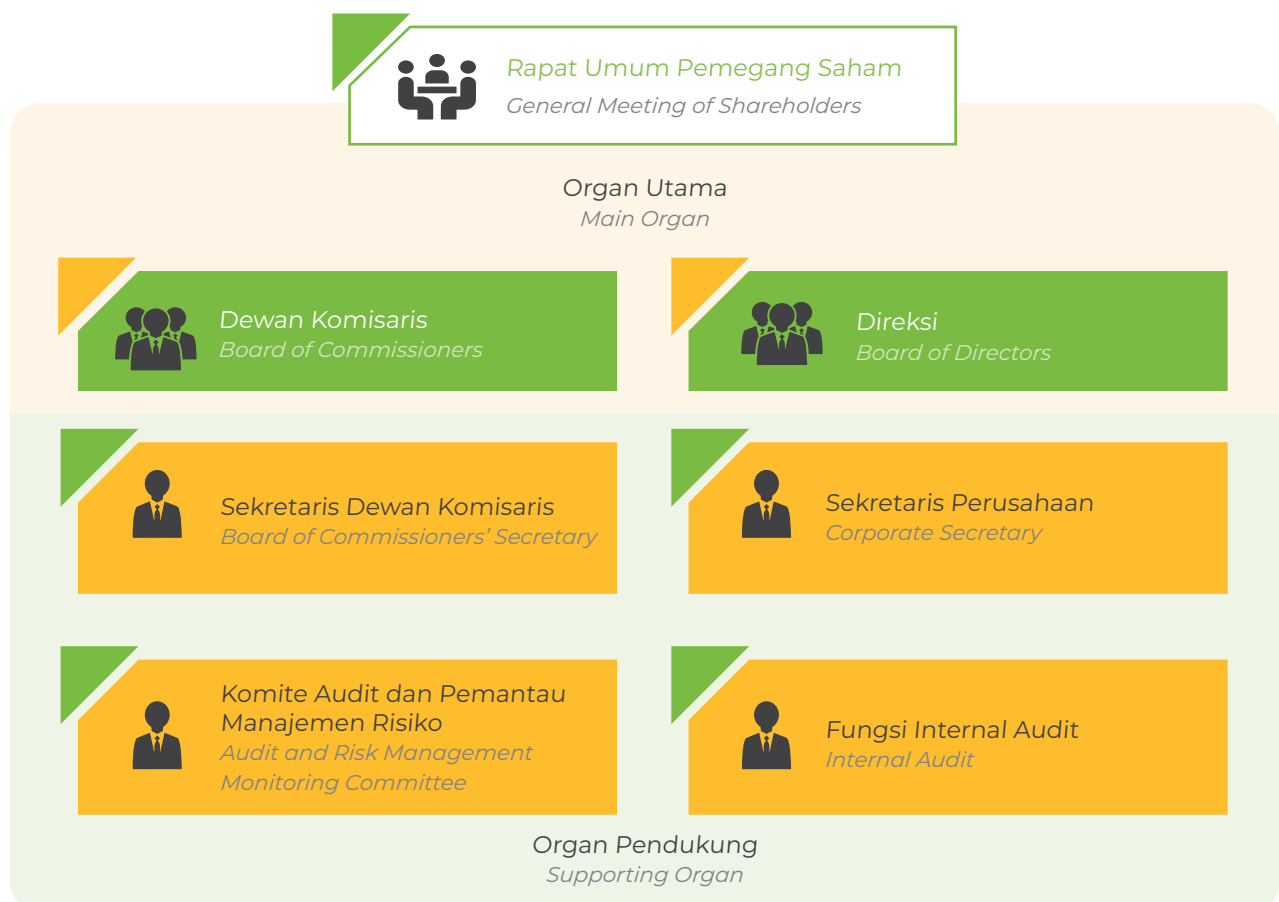 Rapat Umum Pemegang Saham
General Meeting of Shareholders
Organ Utama
Main Organ
Dewan Komisaris
Board of Commissioners
Direksi
Board of Directors
Sekretaris Dewan Komisaris
Board of Commissioners’ Secretary
Sekretaris Perusahaan
Corporate Secretary
Komite Audit dan Pemantau
Manajemen Risiko
Audit and Risk Management
Monitoring Committee
Fungsi Internal Audit
Internal Audit
Organ Pendukung
Supporting Organ